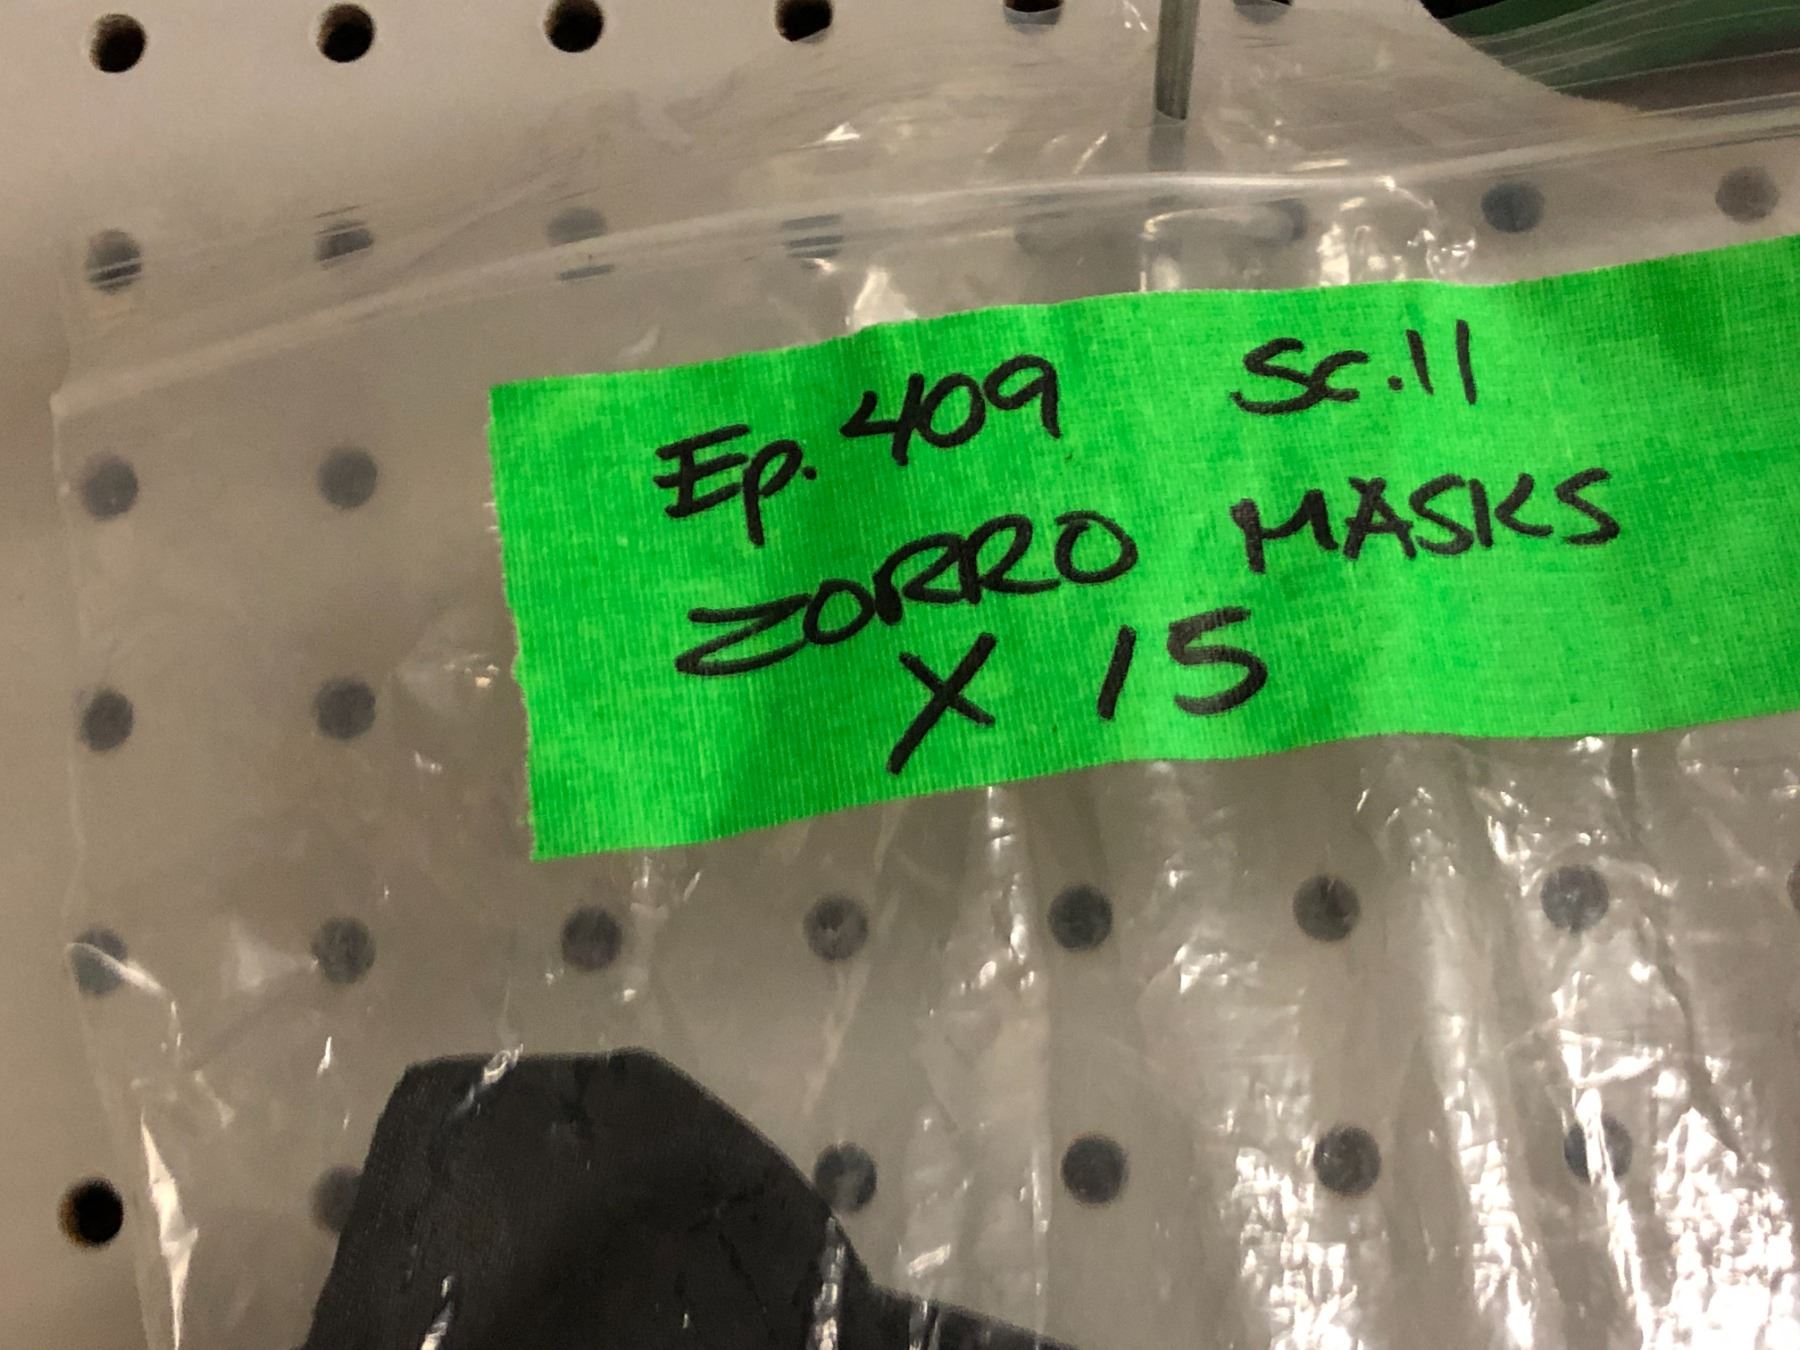 Ep. 409 Sc. 11
ZORRO MASKS
X 15